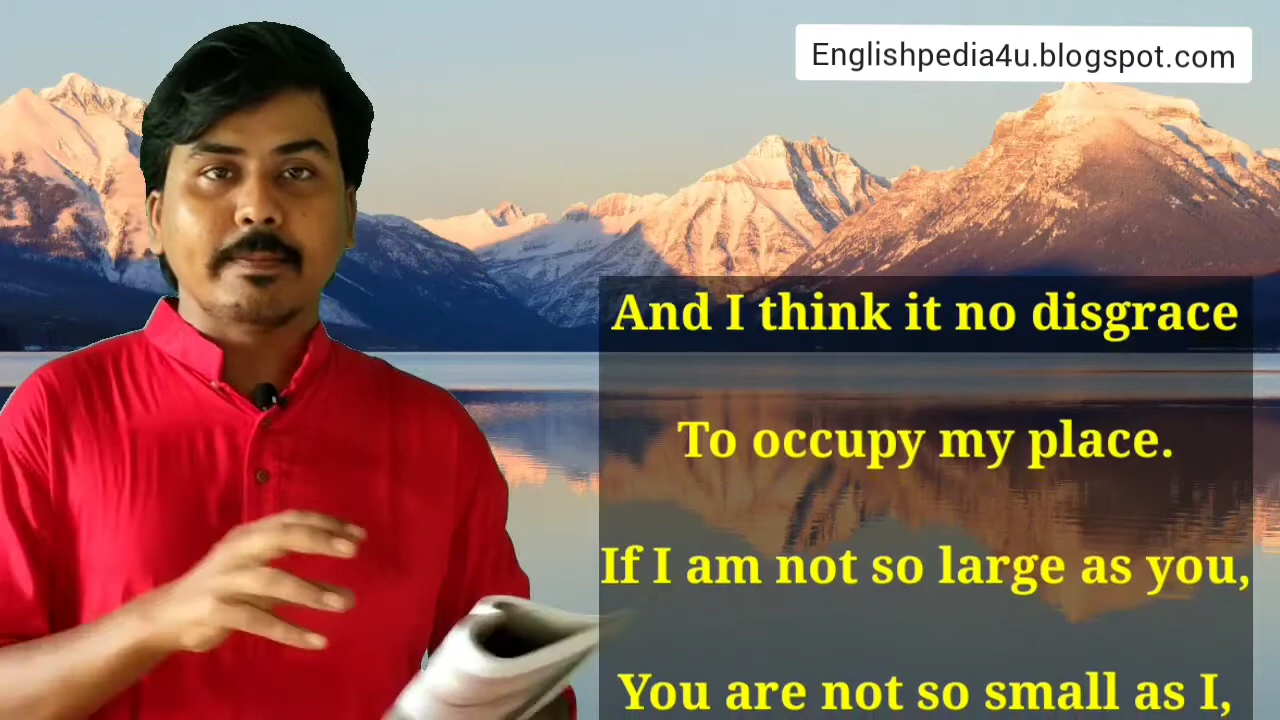 Englishpedia4u.blogspot.com
And I think it no disgrace
To occupy my place.
If I am not so large as you,
You are not so small as I,